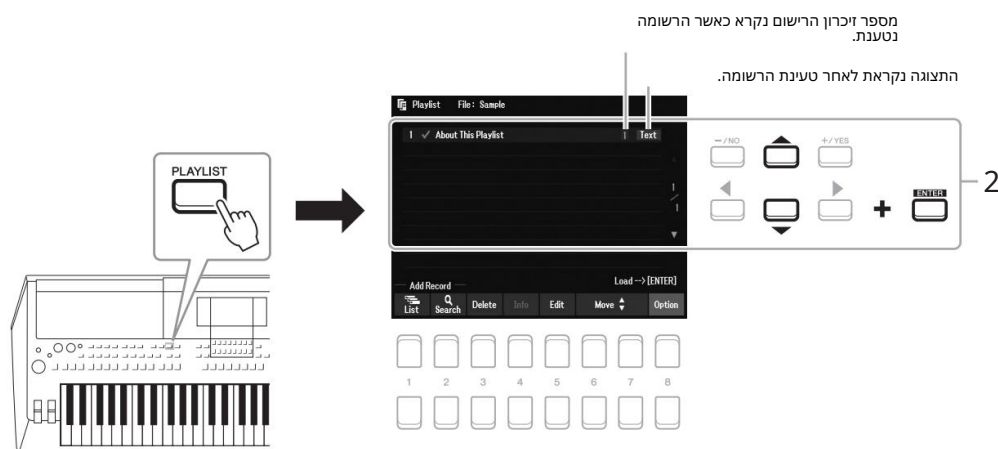 מספר זיכרון הרישום נקרא כאשר הרשומה
נטענת.
התצוגה נקראת לאחר טעינת הרשומה.
Playlist File: Sample
1 ✓ About This Playlist 1 Text
1
/
1
▼
Load-->[ENTER]
Add Record
List Search Delete Info Edit Move Option
1 2 3 4 5 6 7 8
PLAYLIST
-/NO +/YES
+ ENTER
2